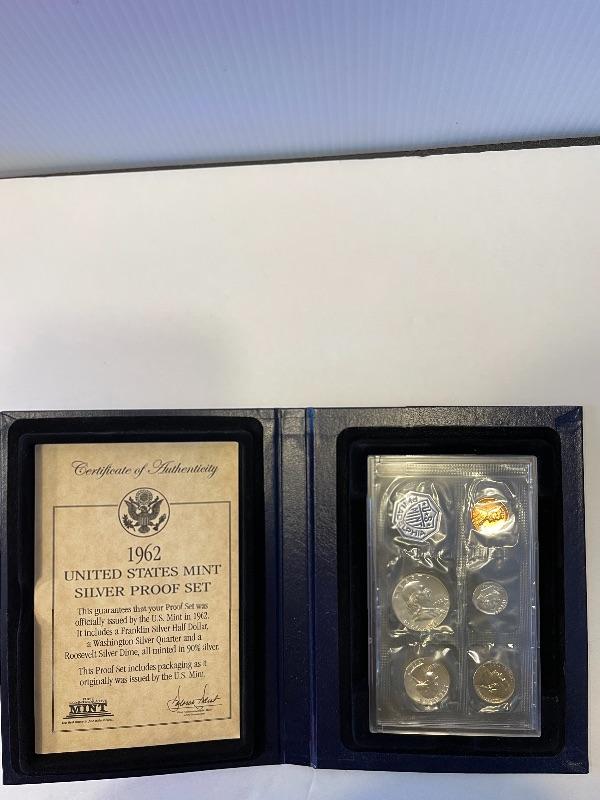 Certificate of Authenticity
1962
UNITED STATES MINT
SILVER PROOF SET
This guarantees that your Proof Set was
officially issued by the U.S. Mint in 1962.
It includes a Franklin Silver Half Dollar,
a Washington Silver Quarter and a
Roosevelt Silver Dime, all minted in 90% silver.
This Proof Set includes packaging as it
originally was issued by the U.S. Mint.
MINT